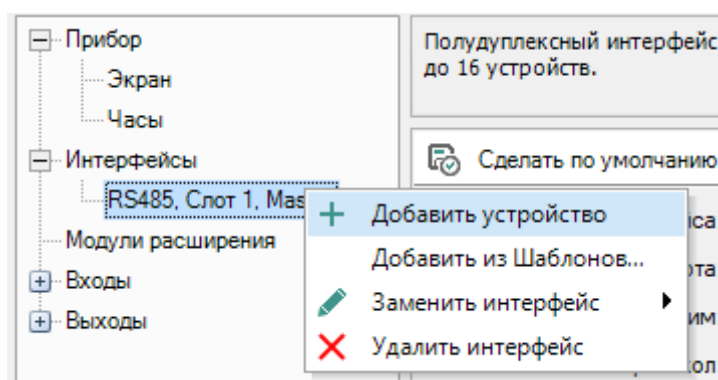 Прибор
Экран
Часы
Интерфейсы
RS485, Слот 1, Mas
Модули расширения
Входы
Выходы
Полудуплексный интерфейс
до 16 устройств.
Сделать по умолчанию
Добавить устройство
Добавить из Шаблонов...
Заменить интерфейс
Удалить интерфейс